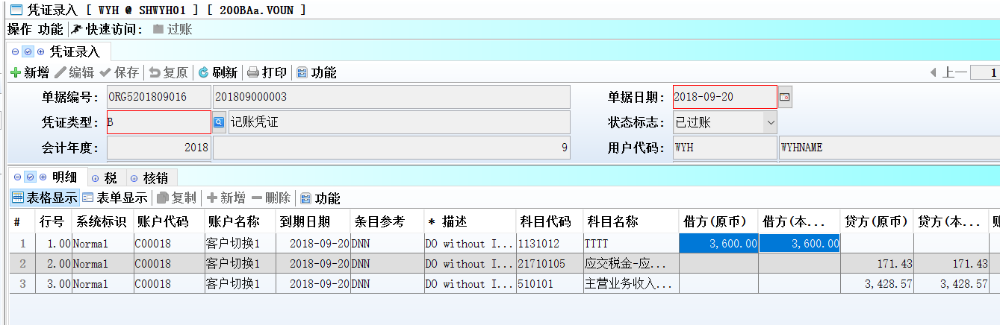 凭证录入 [ WYH @ SHWYH01 ] [ 200BAa.VOUN ]
操作 功能 快速访问: 过账
凭证录入
新增 编辑 保存 复原 刷新 打印 功能 上一 1
单据编号: ORG5201809016 201809000003 单据日期: 2018-09-20
凭证类型: B 记账凭证 状态标志: 已过账
会计年度: 2018 9 用户代码: WYH WYHNAME
明细 税 核销
表格显示 表单显示 复制 新增 删除 功能
# 行号 系统标识 账户代码 账户名称 到期日期 条目参考 * 描述 科目代码 科目名称 借方(原币) 借方(本... 贷方(原币) 贷方(本...
1 1.00 Normal C00018 客户切换1 2018-09-20 DNN DO without I... 1131012 TTTT 3,600.00 3,600.00
2 2.00 Normal C00018 客户切换1 2018-09-20 DNN DO without I... 21710105 应交税金-应... 171.43 171.43
3 3.00 Normal C00018 客户切换1 2018-09-20 DNN DO without I... 510101 主营业务收入... 3,428.57 3,428.57